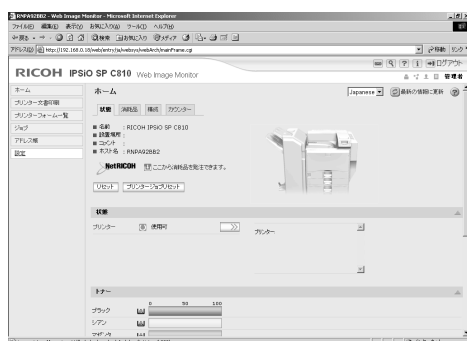 RNPA92BB2 - Web Image Monitor - Microsoft Internet Explorer
ファイル(F) 編集(E) 表示(V) お気に入り(A) ツール(T) ヘルプ(H)
戻る 検索 お気に入り メディア
アドレス(D) http://192.168.0.18/web/entry/ja/websys/webArch/mainFrame.cgi 移動 リンク
ログアウト
RICOH IPSiO SP C810 Web Image Monitor
管理者
ホーム
プリンター文書印刷
プリンターフォーム一覧
ジョブ
アドレス帳
設定
ホーム
Japanese 最新の情報に更新
状態 消耗品 構成 カウンター
名前 : RICOH IPSiO SP C810
設置場所 :
コメント :
ホスト名 : RNPA92BB2
NetRICOH ここから消耗品を発注できます。
リセット プリンタージョブリセット
状態
プリンター 使用可
プリンター:
トナー
0 50 100
ブラック
シアン
マゼンタ